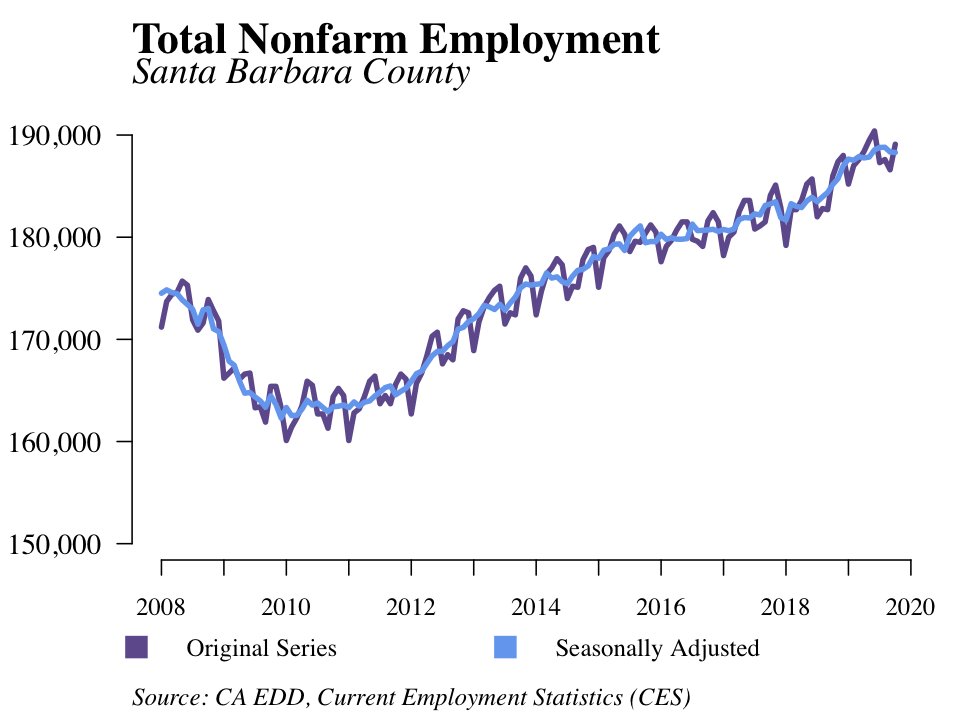 Total Nonfarm Employment
Santa Barbara County
190,000
180,000
170,000
160,000
150,000
2008 2010 2012 2014 2016 2018 2020
Original Series Seasonally Adjusted
Source: CA EDD, Current Employment Statistics (CES)